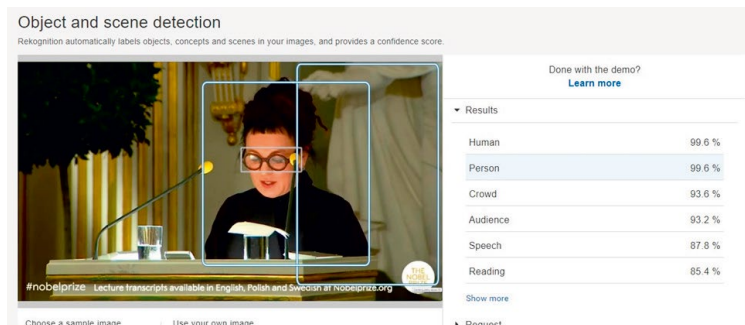 Object and scene detection
Rekognition automatically labels objects, concepts and scenes in your images, and provides a confidence score.
Done with the demo?
Learn more
Results
Human 99.6 %
Person 99.6 %
Crowd 93.6 %
Audience 93.2 %
Speech 87.8 %
Reading 85.4 %
Show more
Request
THE
NOBEL
#nobelprize Lecture transcripts available in English, Polish and Swedish at Nobelprize.org
Choose a sample image
Use your own image